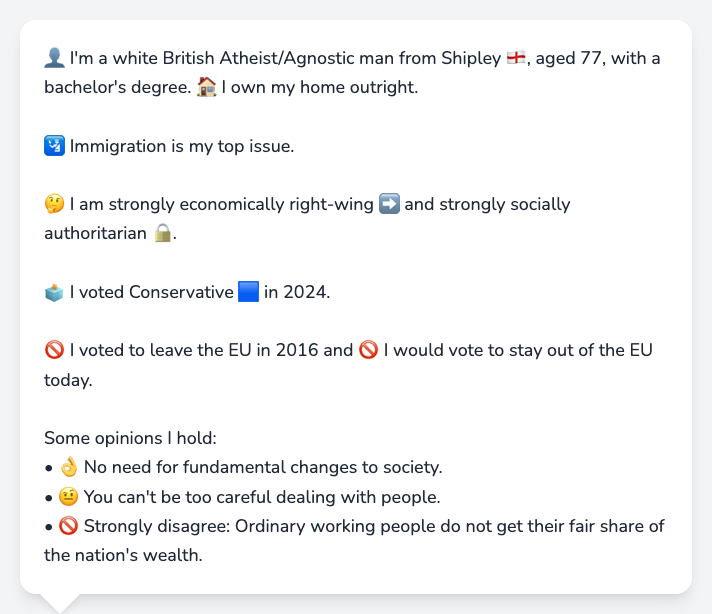 👤 I'm a white British Atheist/Agnostic man from Shipley 🏴󠁧󠁢󠁥󠁮󠁧󠁿, aged 77, with a
bachelor's degree. 🏠 I own my home outright.
🛂 Immigration is my top issue.
🤔 I am strongly economically right-wing ➡️ and strongly socially
authoritarian 🔒.
🗳️ I voted Conservative 🟦 in 2024.
🚫 I voted to leave the EU in 2016 and 🚫 I would vote to stay out of the EU
today.
Some opinions I hold:
• 👌 No need for fundamental changes to society.
• 🤨 You can't be too careful dealing with people.
• 🚫 Strongly disagree: Ordinary working people do not get their fair share of
the nation's wealth.